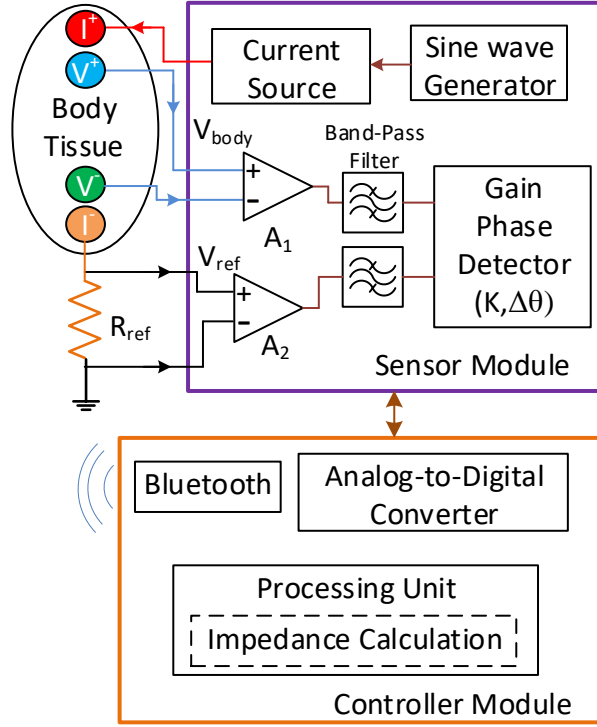 I+
V+
Body
Tissue
V-
I-
Rref
Current
Source
Sine wave
Generator
Vbody
+
-
A1
Band-Pass
Filter
Gain
Phase
Detector
(K,Δθ)
Vref
+
-
A2
Sensor Module
Bluetooth
Analog-to-Digital
Converter
Processing Unit
Impedance Calculation
Controller Module